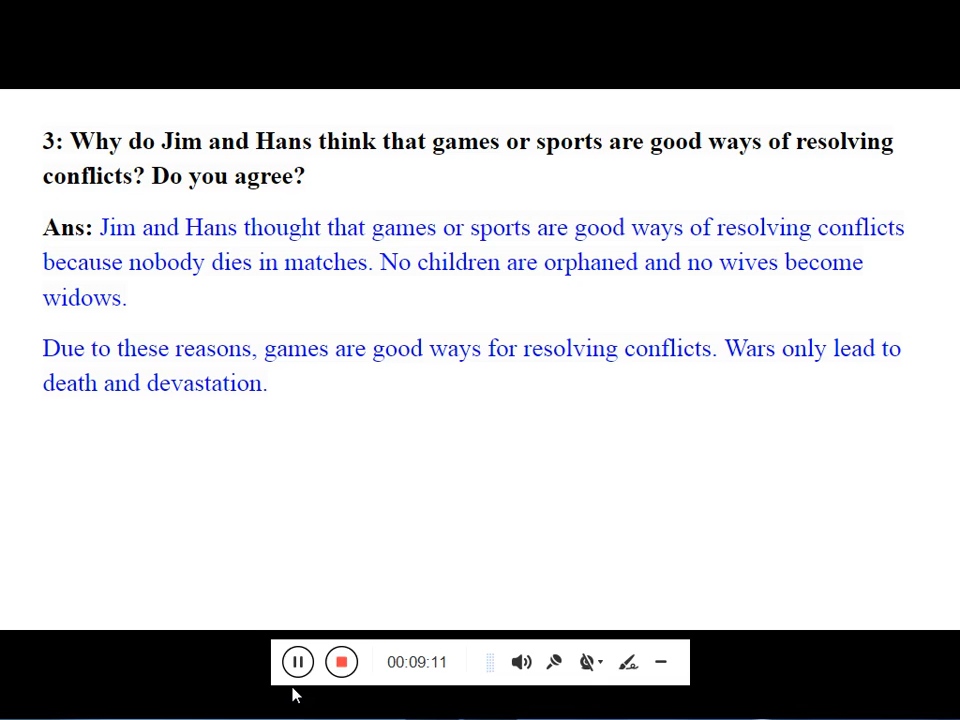 3: Why do Jim and Hans think that games or sports are good ways of resolving
conflicts? Do you agree?
Ans: Jim and Hans thought that games or sports are good ways of resolving conflicts
because nobody dies in matches. No children are orphaned and no wives become
widows.
Due to these reasons, games are good ways for resolving conflicts. Wars only lead to
death and devastation.
00:09:11